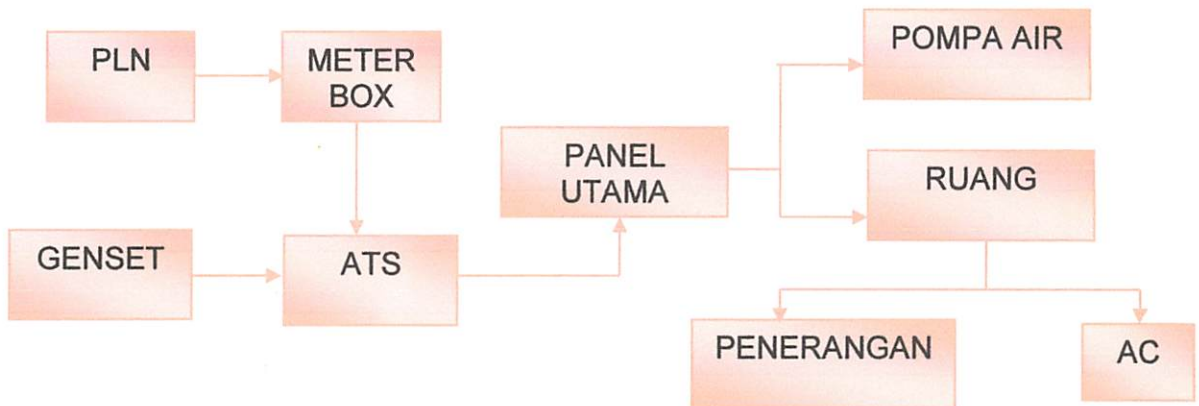 PLN
METER
BOX
POMPA AIR
PANEL
UTAMA
RUANG
GENSET
ATS
PENERANGAN
AC